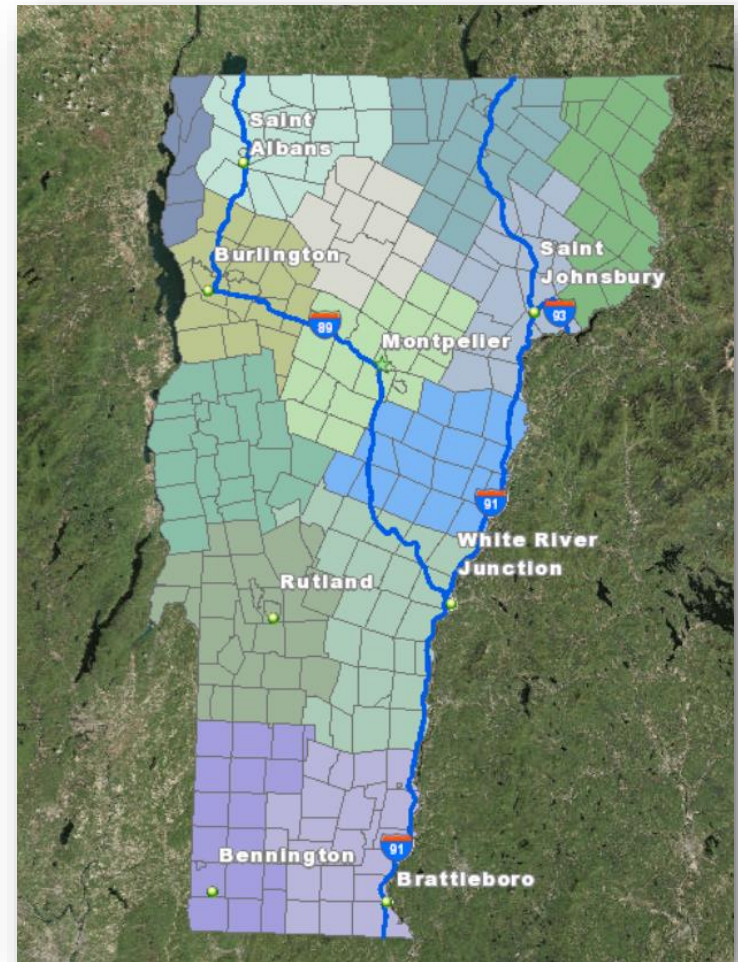 Saint
Albans
Burlington
89
Montpelier
Saint
Johnsbury
93
91
White River
Junction
Rutland
Bennington
91
Brattleboro